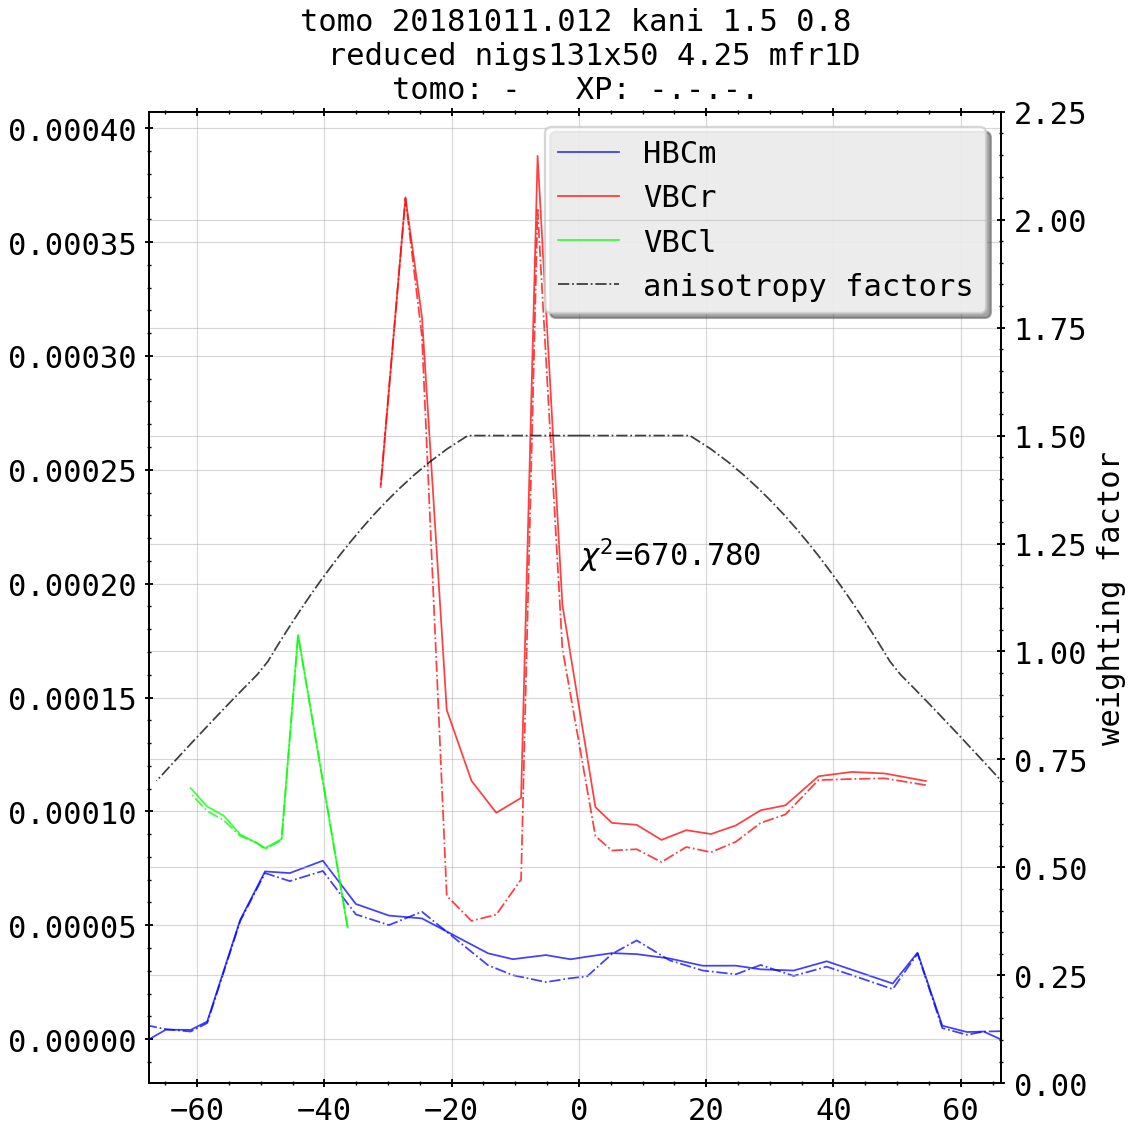 tomo 20181011.012 kani 1.5 0.8
reduced nigs131x50 4.25 mfr1D
tomo: -   XP: -.-.-.
0.00040
0.00035
0.00030
0.00025
0.00020
0.00015
0.00010
0.00005
0.00000
HBCm
VBCr
VBCl
anisotropy factors
χ²=670.780
2.25
2.00
1.75
1.50
1.25
1.00
0.75
0.50
0.25
0.00
weighting factor
−60 −40 −20 0 20 40 60